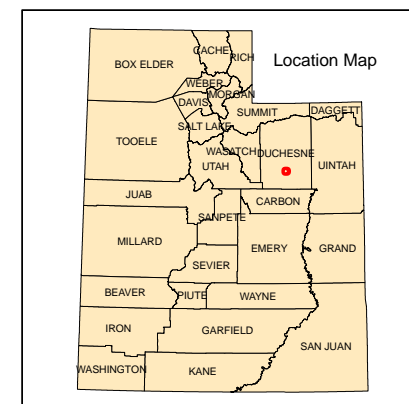 Location Map
CACHE
RICH
BOX ELDER
WEBER
MORGAN
DAVIS
SUMMIT
DAGGETT
SALT LAKE
TOOELE
WASATCH
DUCHESNE
UTAH
UINTAH
JUAB
CARBON
SANPETE
MILLARD
EMERY
GRAND
SEVIER
BEAVER
PIUTE
WAYNE
IRON
GARFIELD
SAN JUAN
WASHINGTON
KANE